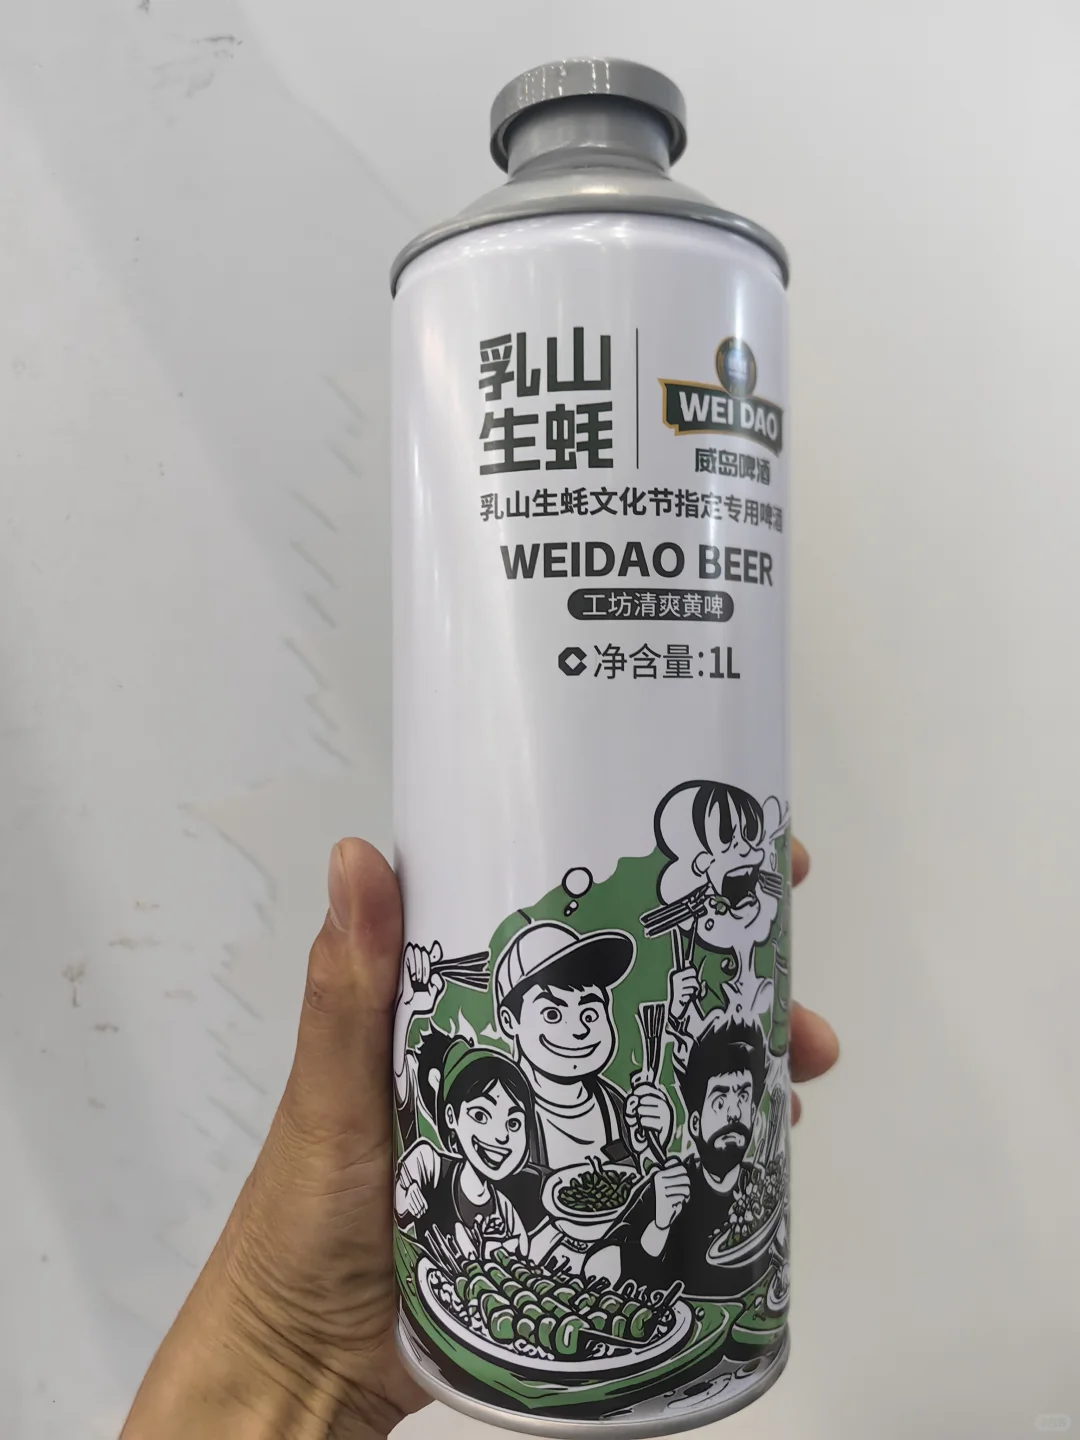 乳山
生蚝
WEI DAO
威岛啤酒
乳山生蚝文化节指定专用啤酒
WEIDAO BEER
工坊清爽黄啤
净含量:1L